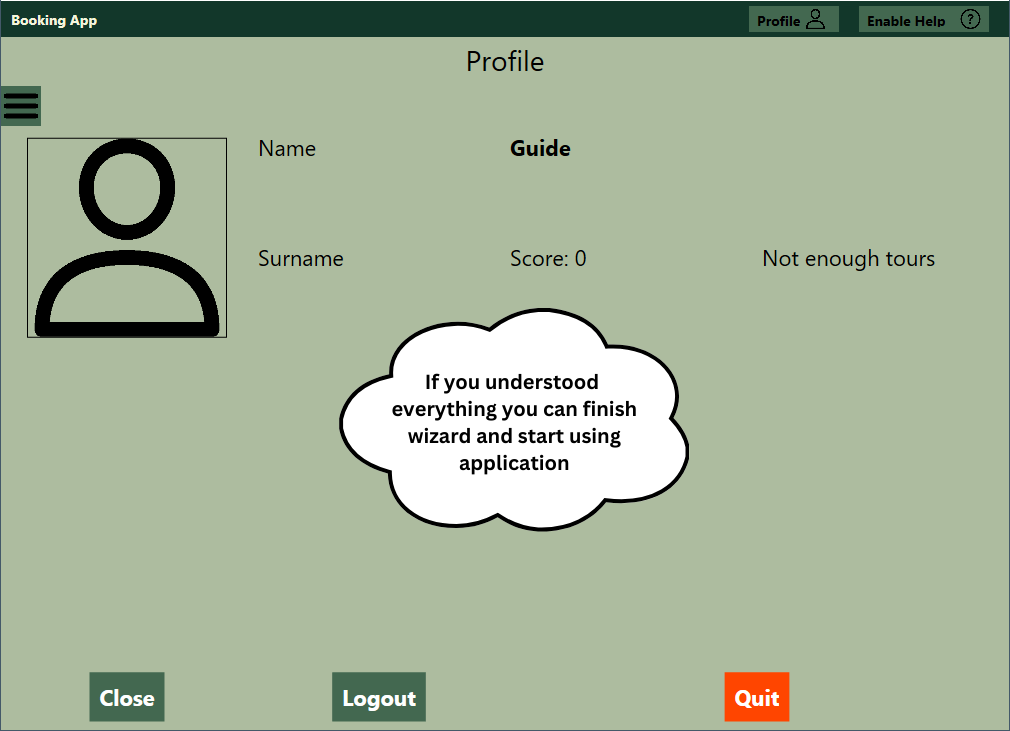 Booking App
Profile
Enable Help ?
Profile
Name
Guide
Surname
Score: 0
Not enough tours
If you understood
everything you can finish
wizard and start using
application
Close
Logout
Quit